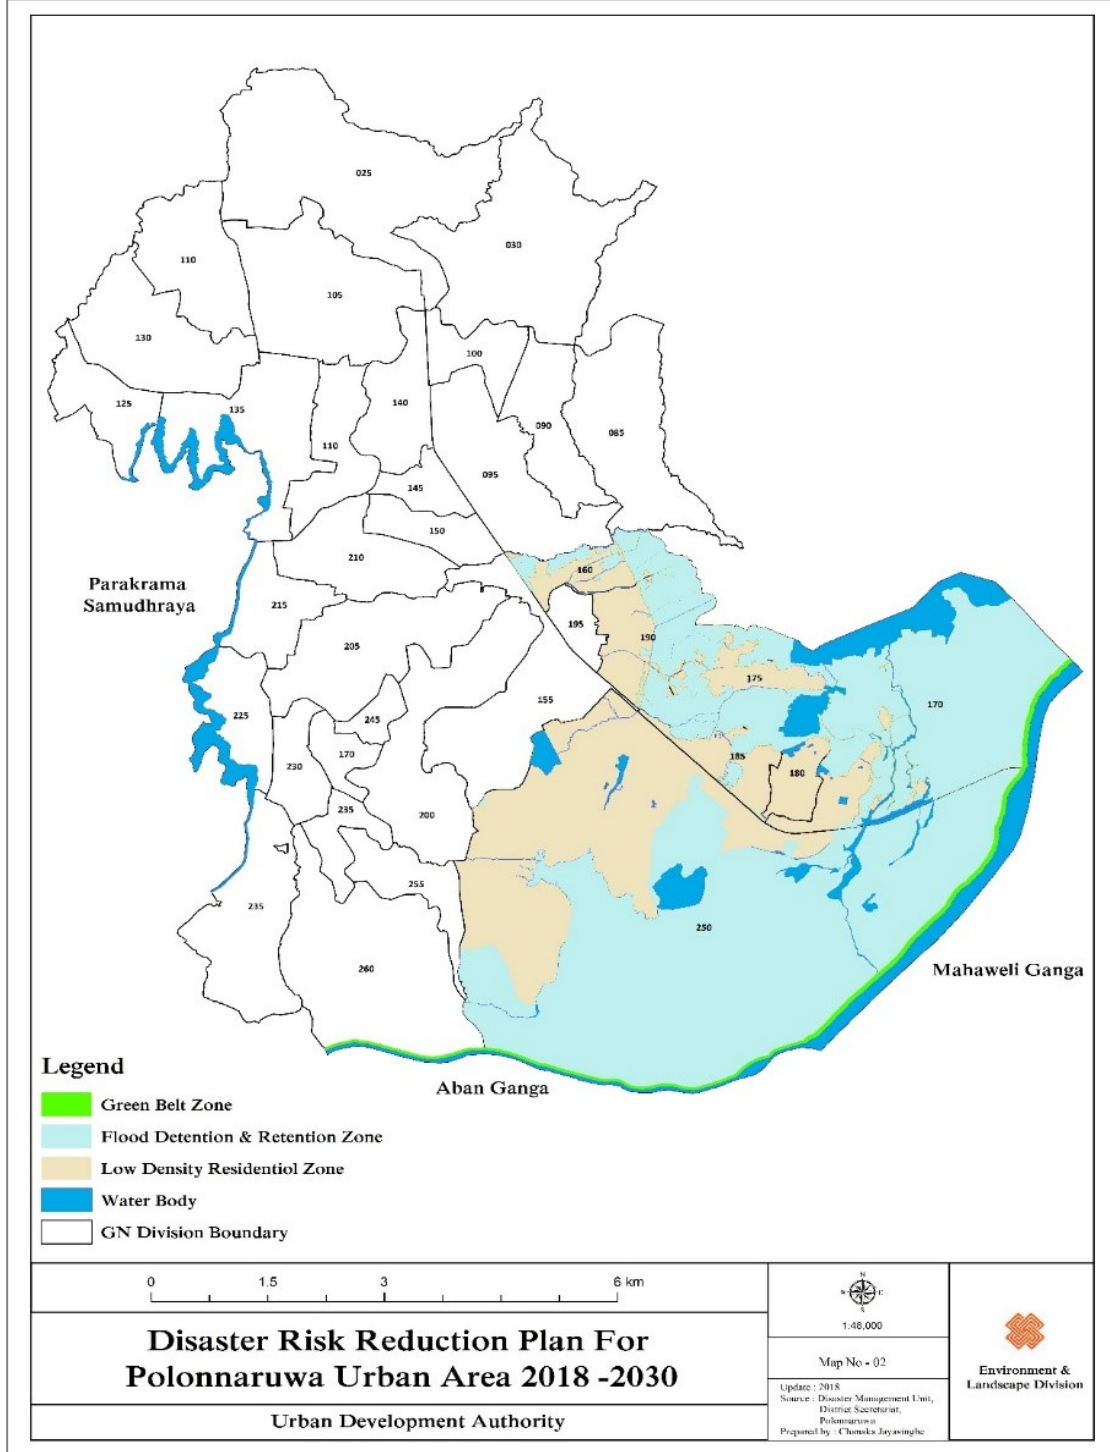 025
030
110
105
130
100
125
135
140
090
085
110
095
145
150
210
160
Parakrama
Samudhraya
215
195
190
205
175
155
170
225
245
170
185
230
180
235
200
255
235
250
260
Mahaweli Ganga
Aban Ganga
Legend
Green Belt Zone
Flood Detention & Retention Zone
Low Density Residentiol Zone
Water Body
GN Division Boundary
0 1.5 3 6 km
N
1:46,000
Disaster Risk Reduction Plan For
Polonnaruwa Urban Area 2018 -2030
Urban Development Authority
Map No - 02
Update : 2018
Source : Disaster Management Unit,
District Secretariat,
Polonnaruwa
Prepared by : Chanaka Jayasinghe
Environment &
Landscape Division